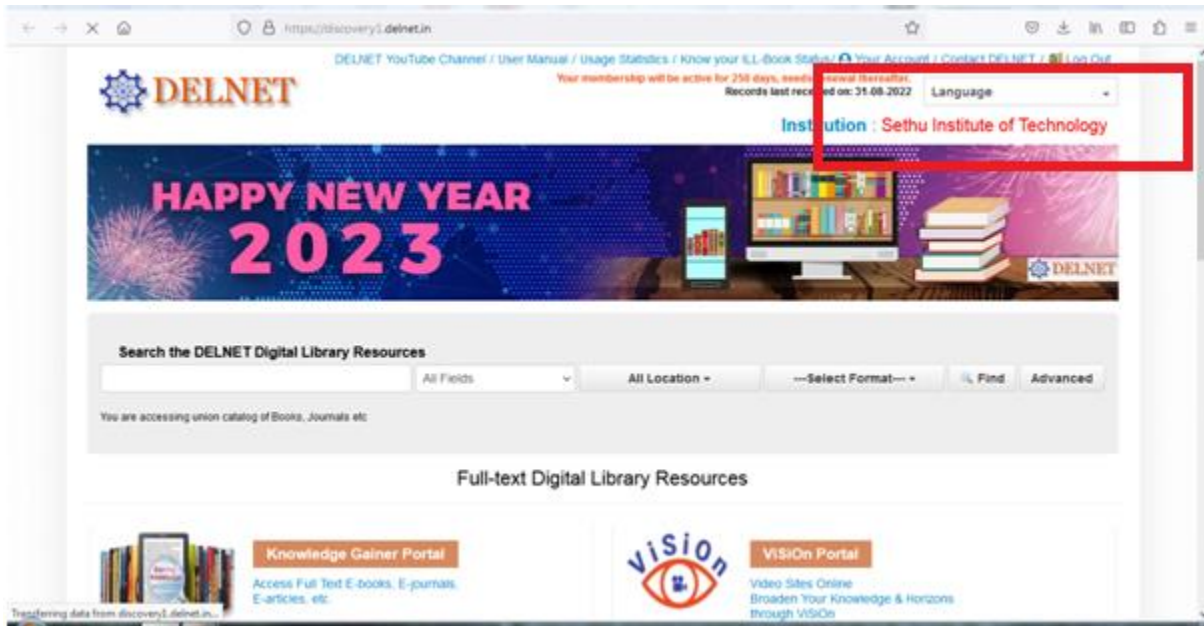 https://discovery1.delnet.in
DELNET YouTube Channel / User Manual / Usage Statistics / Know your ILL-Book Status/ Your Account / Contact DELNET / Log Out
DELNET
Your membership will be active for 258 days, needs renewal thereafter.
Records last received on: 31-08-2022
Language
Institution : Sethu Institute of Technology
HAPPY NEW YEAR
2023
DELNET
Search the DELNET Digital Library Resources
All Fields
All Location
---Select Format---
Find
Advanced
You are accessing union catalog of Books, Journals etc
Full-text Digital Library Resources
Knowledge Gainer Portal
Access Full Text E-books, E-journals,
E-articles, etc.
ViSiOn
ViSiOn Portal
Video Sites Online
Broaden Your Knowledge & Horizons
through ViSiOn
Transferring data from discovery1.delnet.in...